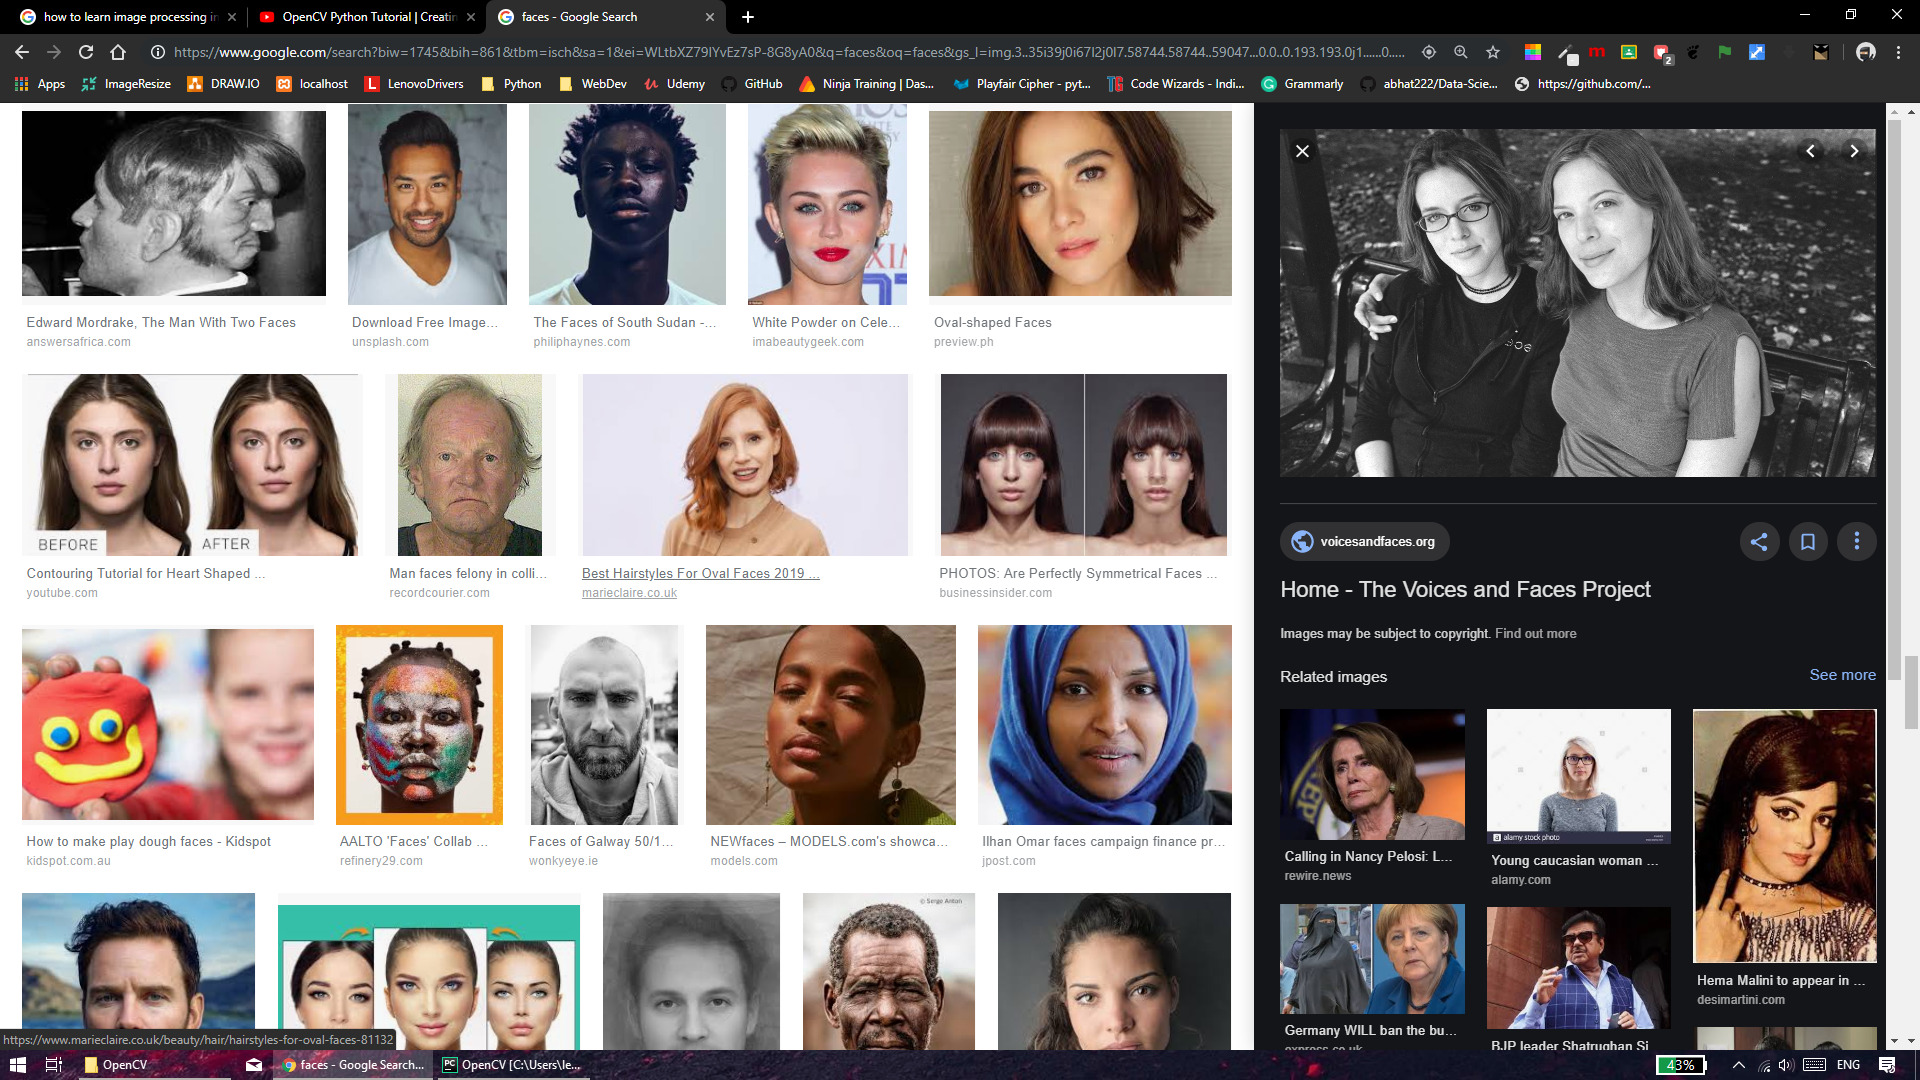 how to learn image processing in
OpenCV Python Tutorial | Creatin
faces - Google Search
https://www.google.com/search?biw=1745&bih=861&tbm=isch&sa=1&ei=WLtbXZ79IYvEz7sP-8G8yA0&q=faces&oq=faces&gs_l=img.3..35i39j0i67l2j0l7.58744.58744..59047...0.0..0.193.193.0j1......0......
2
Apps
ImageResize
DRAW.IO
localhost
LenovoDrivers
Python
WebDev
Udemy
GitHub
Ninja Training | Das...
Playfair Cipher - pyt...
Code Wizards - Indi...
Grammarly
abhat222/Data-Scie...
https://github.com/...
Edward Mordrake, The Man With Two Faces
answersafrica.com
Download Free Image...
unsplash.com
The Faces of South Sudan -...
philiphaynes.com
White Powder on Cele...
imabeautygeek.com
Oval-shaped Faces
preview.ph
BEFORE
AFTER
Contouring Tutorial for Heart Shaped ...
youtube.com
Man faces felony in colli...
recordcourier.com
Best Hairstyles For Oval Faces 2019 ...
marieclaire.co.uk
PHOTOS: Are Perfectly Symmetrical Faces ...
businessinsider.com
How to make play dough faces - Kidspot
kidspot.com.au
AALTO 'Faces' Collab ...
refinery29.com
Faces of Galway 50/1...
wonkyeye.ie
NEWfaces – MODELS.com's showca...
models.com
Ilhan Omar faces campaign finance pr...
jpost.com
© Serge Anton
voicesandfaces.org
Home - The Voices and Faces Project
Images may be subject to copyright. Find out more
Related images
See more
Calling in Nancy Pelosi: L...
rewire.news
a alamy stock photo
Young caucasian woman ...
alamy.com
Hema Malini to appear in ...
desimartini.com
Germany WILL ban the bu...
express.co.uk
BJP leader Shatrughan Si
https://www.marieclaire.co.uk/beauty/hair/hairstyles-for-oval-faces-81132
OpenCV
faces - Google Search...
OpenCV [C:\Users\le...
43%
ENG